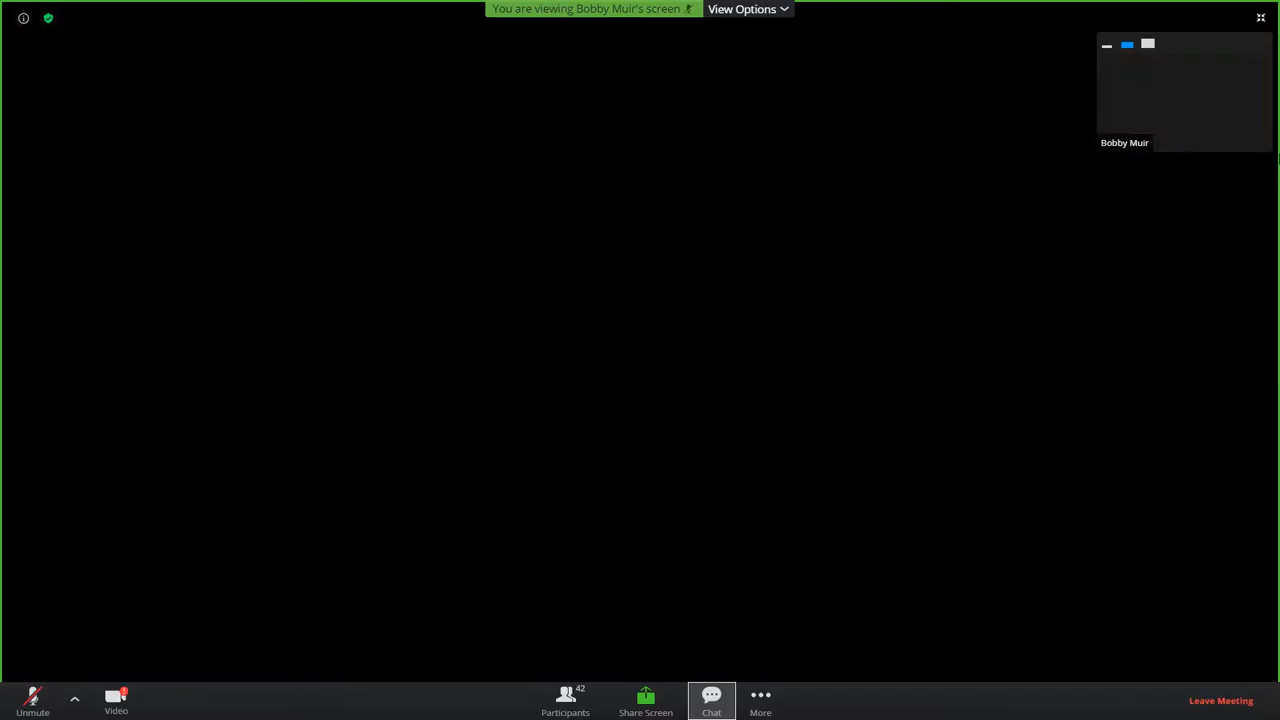 You are viewing Bobby Muir's screen
View Options
Bobby Muir
42
Unmute
Video
Participants
Share Screen
Chat
More
Leave Meeting